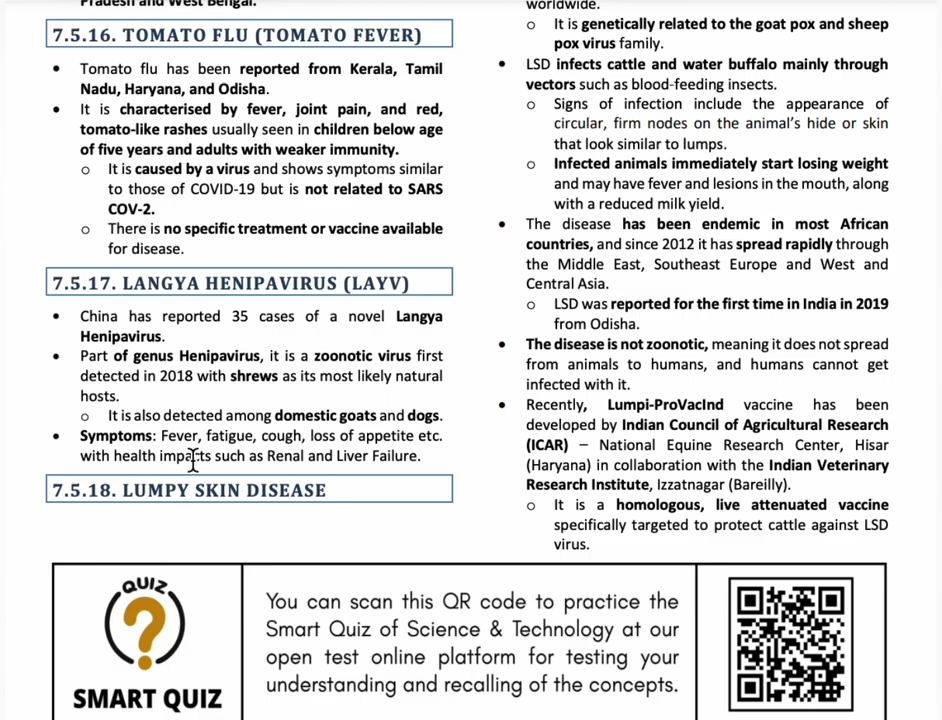 Pradesh and West Bengal.
7.5.16. TOMATO FLU (TOMATO FEVER)
• Tomato flu has been reported from Kerala, Tamil
Nadu, Haryana, and Odisha.
• It is characterised by fever, joint pain, and red,
tomato-like rashes usually seen in children below age
of five years and adults with weaker immunity.
o It is caused by a virus and shows symptoms similar
to those of COVID-19 but is not related to SARS
COV-2.
o There is no specific treatment or vaccine available
for disease.
7.5.17. LANGYA HENIPAVIRUS (LAYV)
• China has reported 35 cases of a novel Langya
Henipavirus.
• Part of genus Henipavirus, it is a zoonotic virus first
detected in 2018 with shrews as its most likely natural
hosts.
o It is also detected among domestic goats and dogs.
• Symptoms: Fever, fatigue, cough, loss of appetite etc.
with health impacts such as Renal and Liver Failure.
7.5.18. LUMPY SKIN DISEASE
worldwide.
o It is genetically related to the goat pox and sheep
pox virus family.
• LSD infects cattle and water buffalo mainly through
vectors such as blood-feeding insects.
o Signs of infection include the appearance of
circular, firm nodes on the animal's hide or skin
that look similar to lumps.
o Infected animals immediately start losing weight
and may have fever and lesions in the mouth, along
with a reduced milk yield.
• The disease has been endemic in most African
countries, and since 2012 it has spread rapidly through
the Middle East, Southeast Europe and West and
Central Asia.
o LSD was reported for the first time in India in 2019
from Odisha.
• The disease is not zoonotic, meaning it does not spread
from animals to humans, and humans cannot get
infected with it.
• Recently, Lumpi-ProVacInd vaccine has been
developed by Indian Council of Agricultural Research
(ICAR) – National Equine Research Center, Hisar
(Haryana) in collaboration with the Indian Veterinary
Research Institute, Izzatnagar (Bareilly).
o It is a homologous, live attenuated vaccine
specifically targeted to protect cattle against LSD
virus.
QUIZ
SMART QUIZ
You can scan this QR code to practice the
Smart Quiz of Science & Technology at our
open test online platform for testing your
understanding and recalling of the concepts.